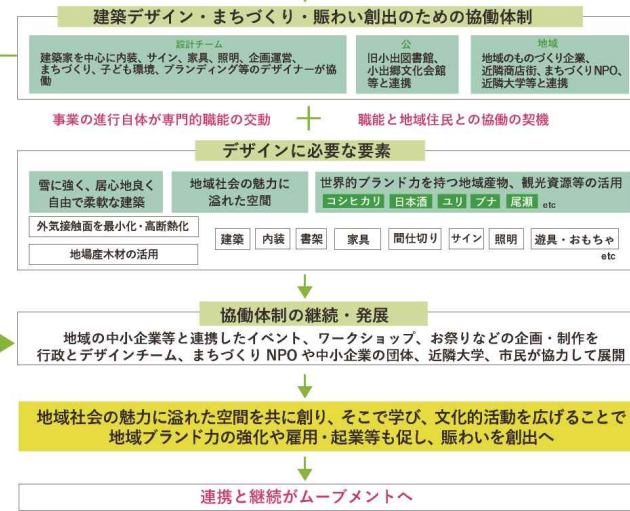 建築デザイン・まちづくり・賑わい創出のための協働体制
設計チーム
建築家を中心に内装、サイン、家具、照明、企画運営、
まちづくり、子ども環境、ブランディング等のデザイナーが協
働
公
旧小出図書館、
小出郷文化会館
等と連携
地域
地域のものづくり企業、
近隣商店街、まちづくりNPO、
近隣大学等と連携
事業の進行自体が専門的職能の交動
職能と地域住民との協働の契機
デザインに必要な要素
雪に強く、居心地良く
自由で柔軟な建築
地域社会の魅力に
溢れた空間
世界的ブランド力を持つ地域産物、観光資源等の活用
コシヒカリ 日本酒 ユリ ブナ 尾瀬 etc
外気接触面を最小化・高断熱化
地場産木材の活用
建築 内装 書架 家具 間仕切り サイン 照明 遊具・おもちゃ
etc
協働体制の継続・発展
地域の中小企業等と連携したイベント、ワークショップ、お祭りなどの企画・制作を
行政とデザインチーム、まちづくり NPO や中小企業の団体、近隣大学、市民が協力して展開
地域社会の魅力に溢れた空間を共に創り、そこで学び、文化的活動を広げることで
地域ブランド力の強化や雇用・起業等も促し、賑わいを創出へ
連携と継続がムーブメントへ